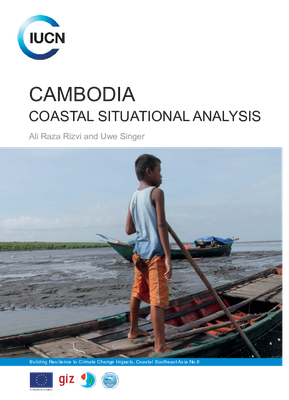 IUCN
CAMBODIA
COASTAL SITUATIONAL ANALYSIS
Ali Raza Rizvi and Uwe Singer
Building Resilience to Climate Change Impacts, Coastal Southeast Asia No 6
giz